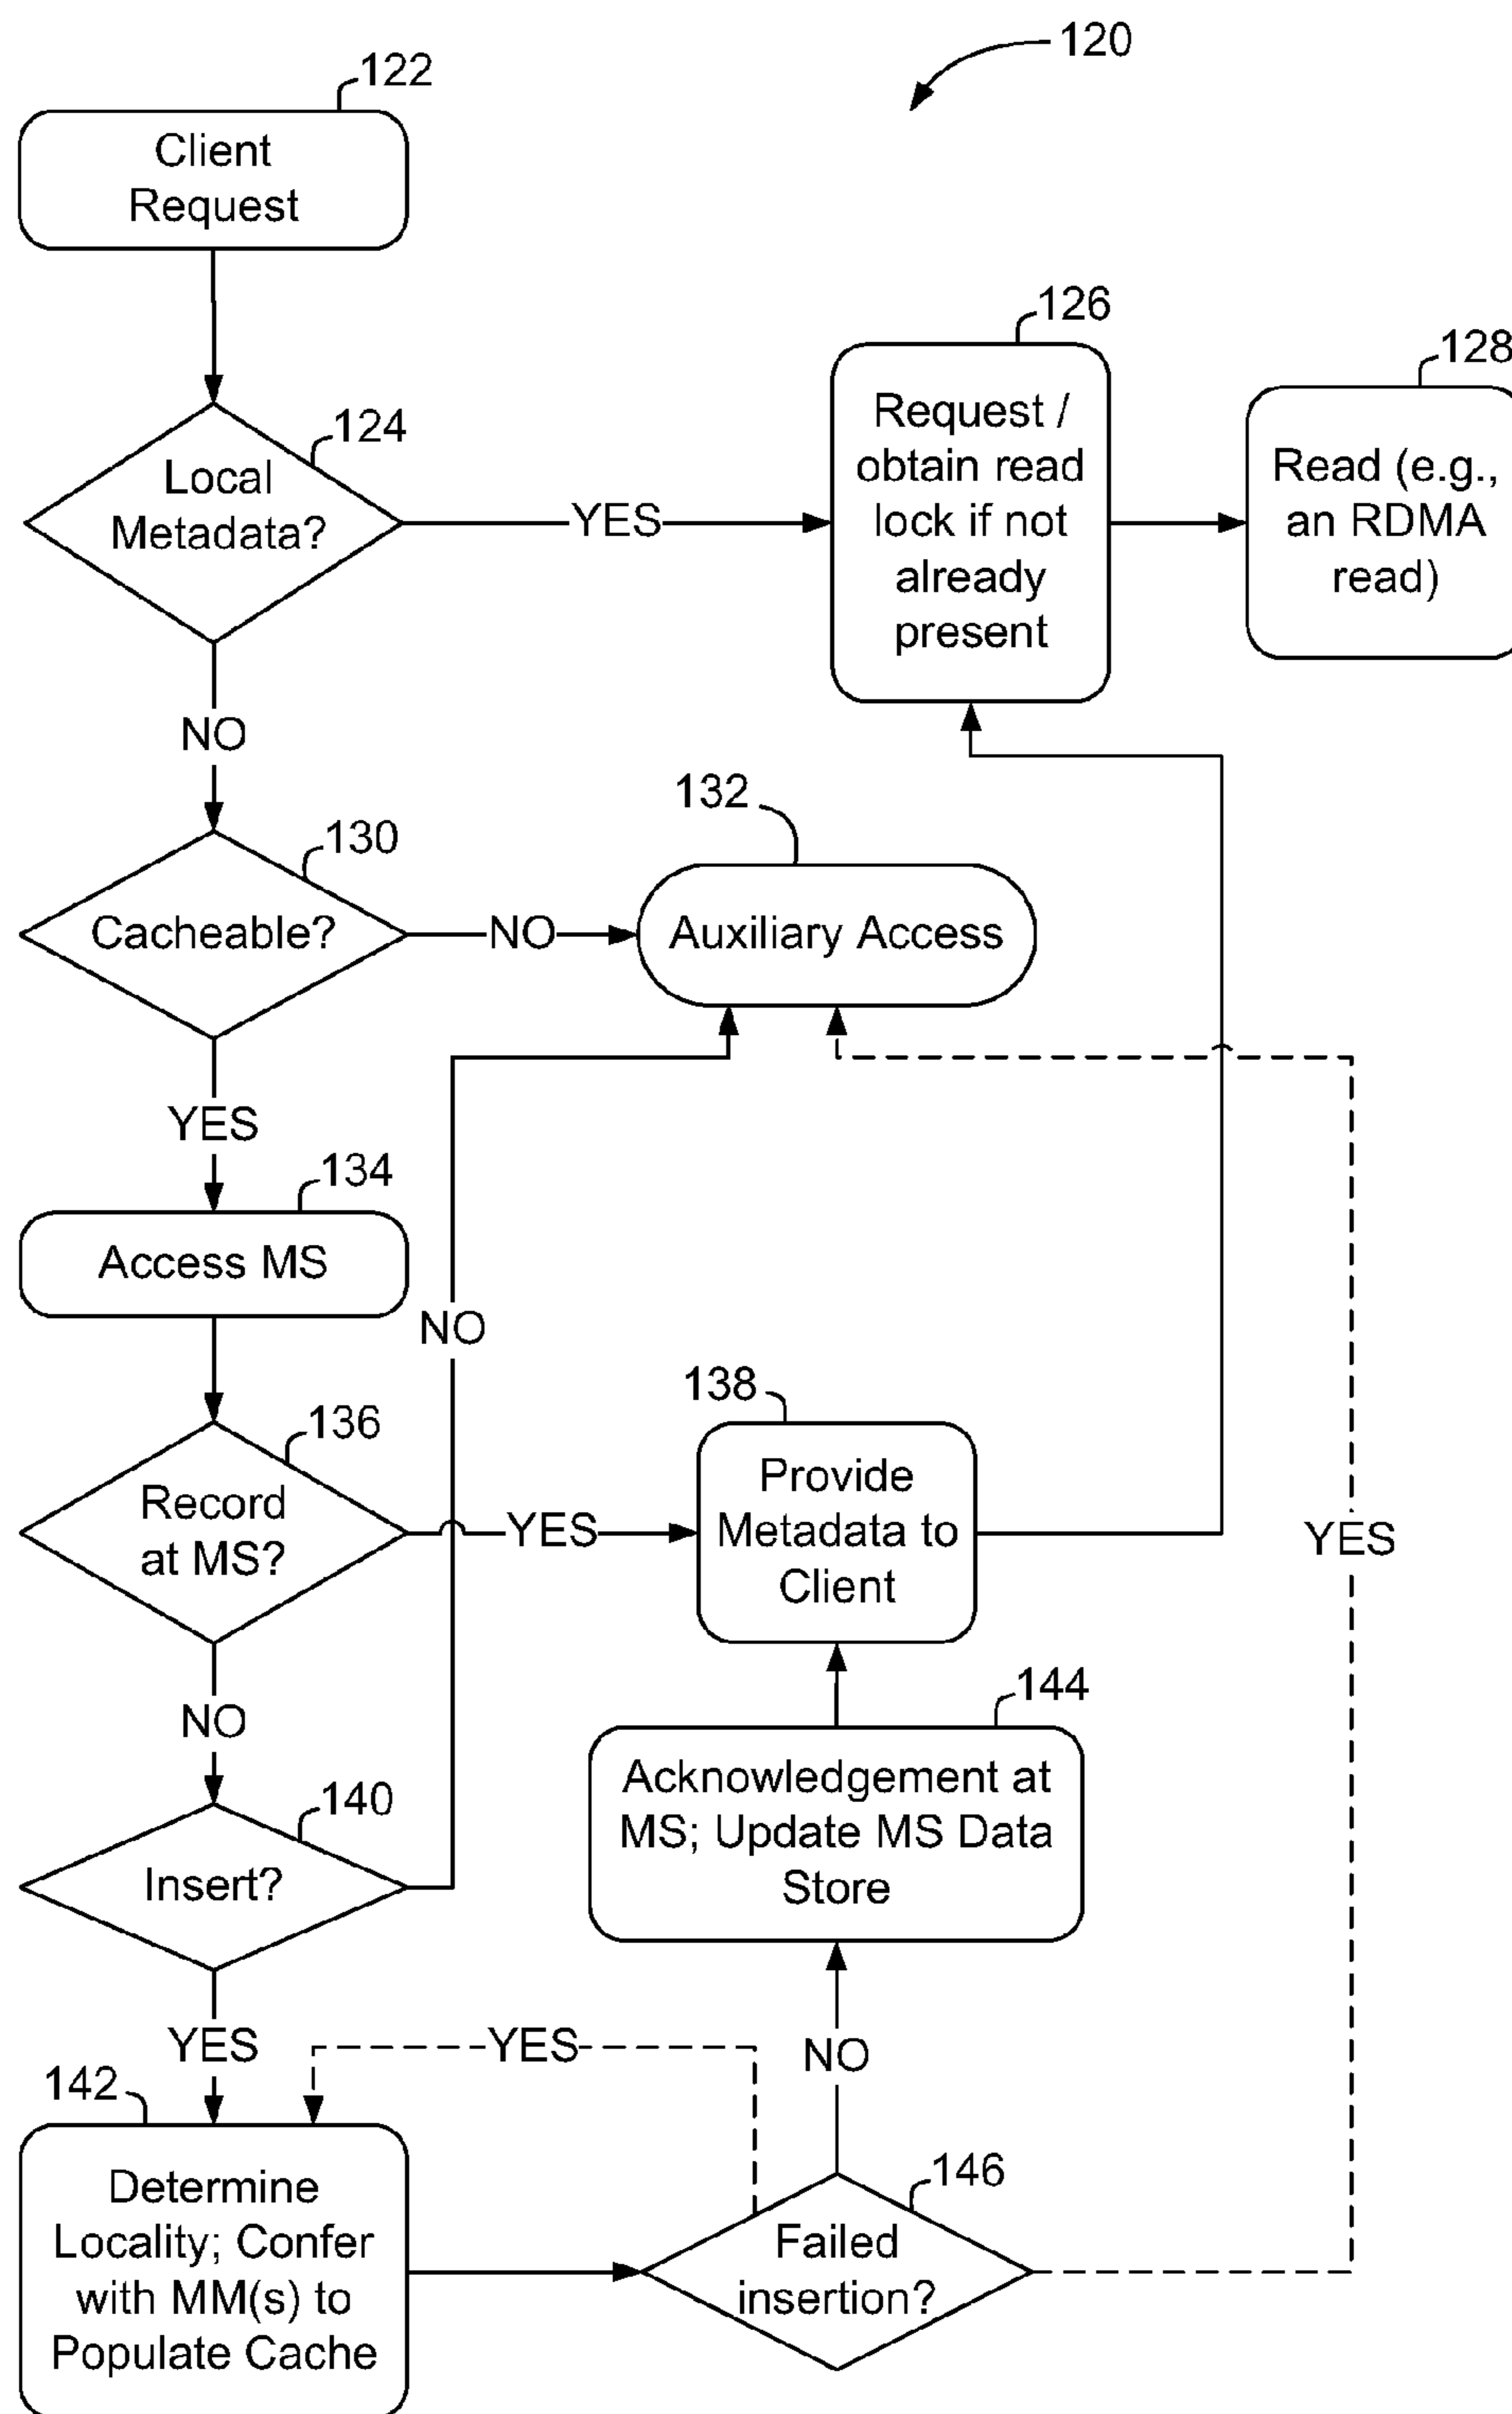 120
122
Client
Request
124
Local
Metadata?
YES
126
Request /
obtain read
lock if not
already
present
128
Read (e.g.,
an RDMA
read)
NO
130
Cacheable?
NO
132
Auxiliary Access
YES
134
Access MS
NO
136
Record
at MS?
YES
138
Provide
Metadata to
Client
YES
NO
140
Insert?
144
Acknowledgement at
MS; Update MS Data
Store
YES
YES
NO
142
Determine
Locality; Confer
with MM(s) to
Populate Cache
146
Failed
insertion?